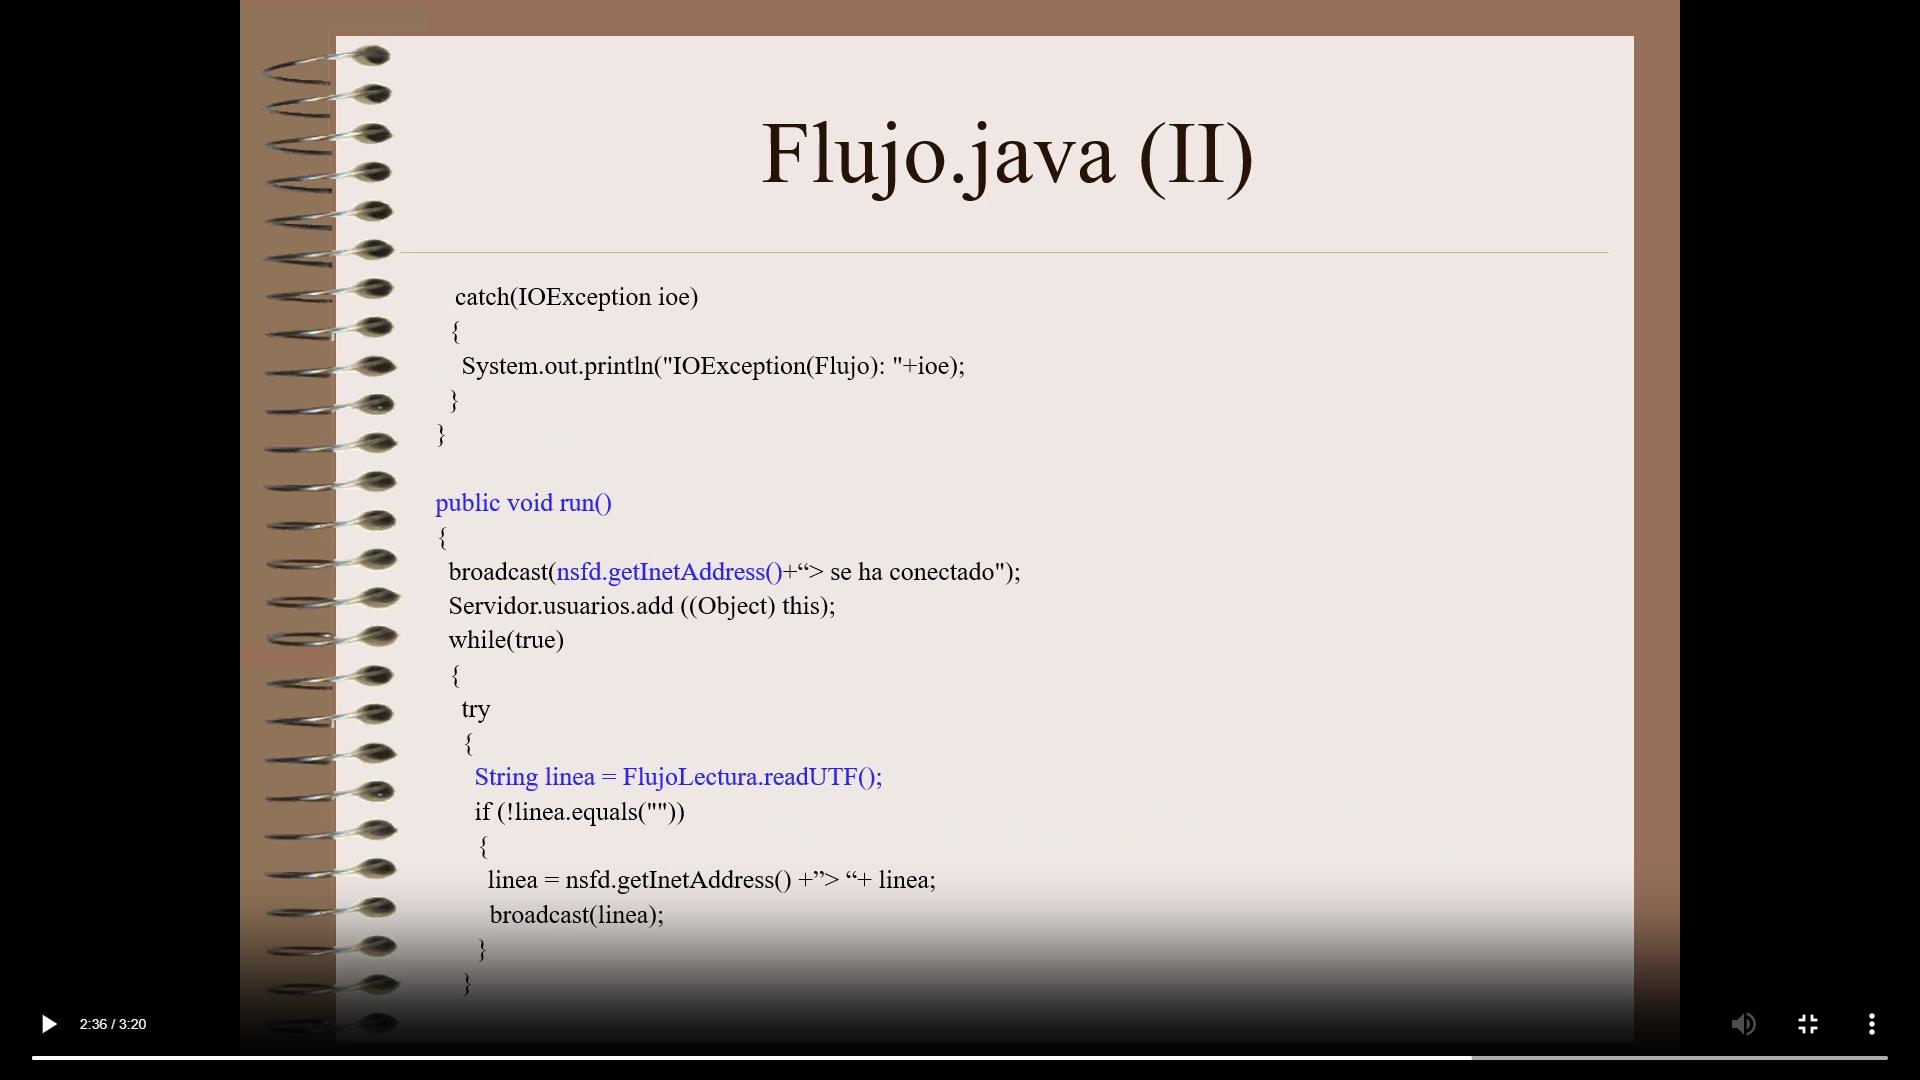 Flujo.java (II)
catch(IOException ioe)
{
System.out.println("IOException(Flujo): "+ioe);
}
}
public void run()
{
broadcast(nsfd.getInetAddress()+“> se ha conectado");
Servidor.usuarios.add ((Object) this);
while(true)
{
try
{
String linea = FlujoLectura.readUTF();
if (!linea.equals(""))
{
linea = nsfd.getInetAddress() +”> “+ linea;
broadcast(linea);
}
}
2:36 / 3:20